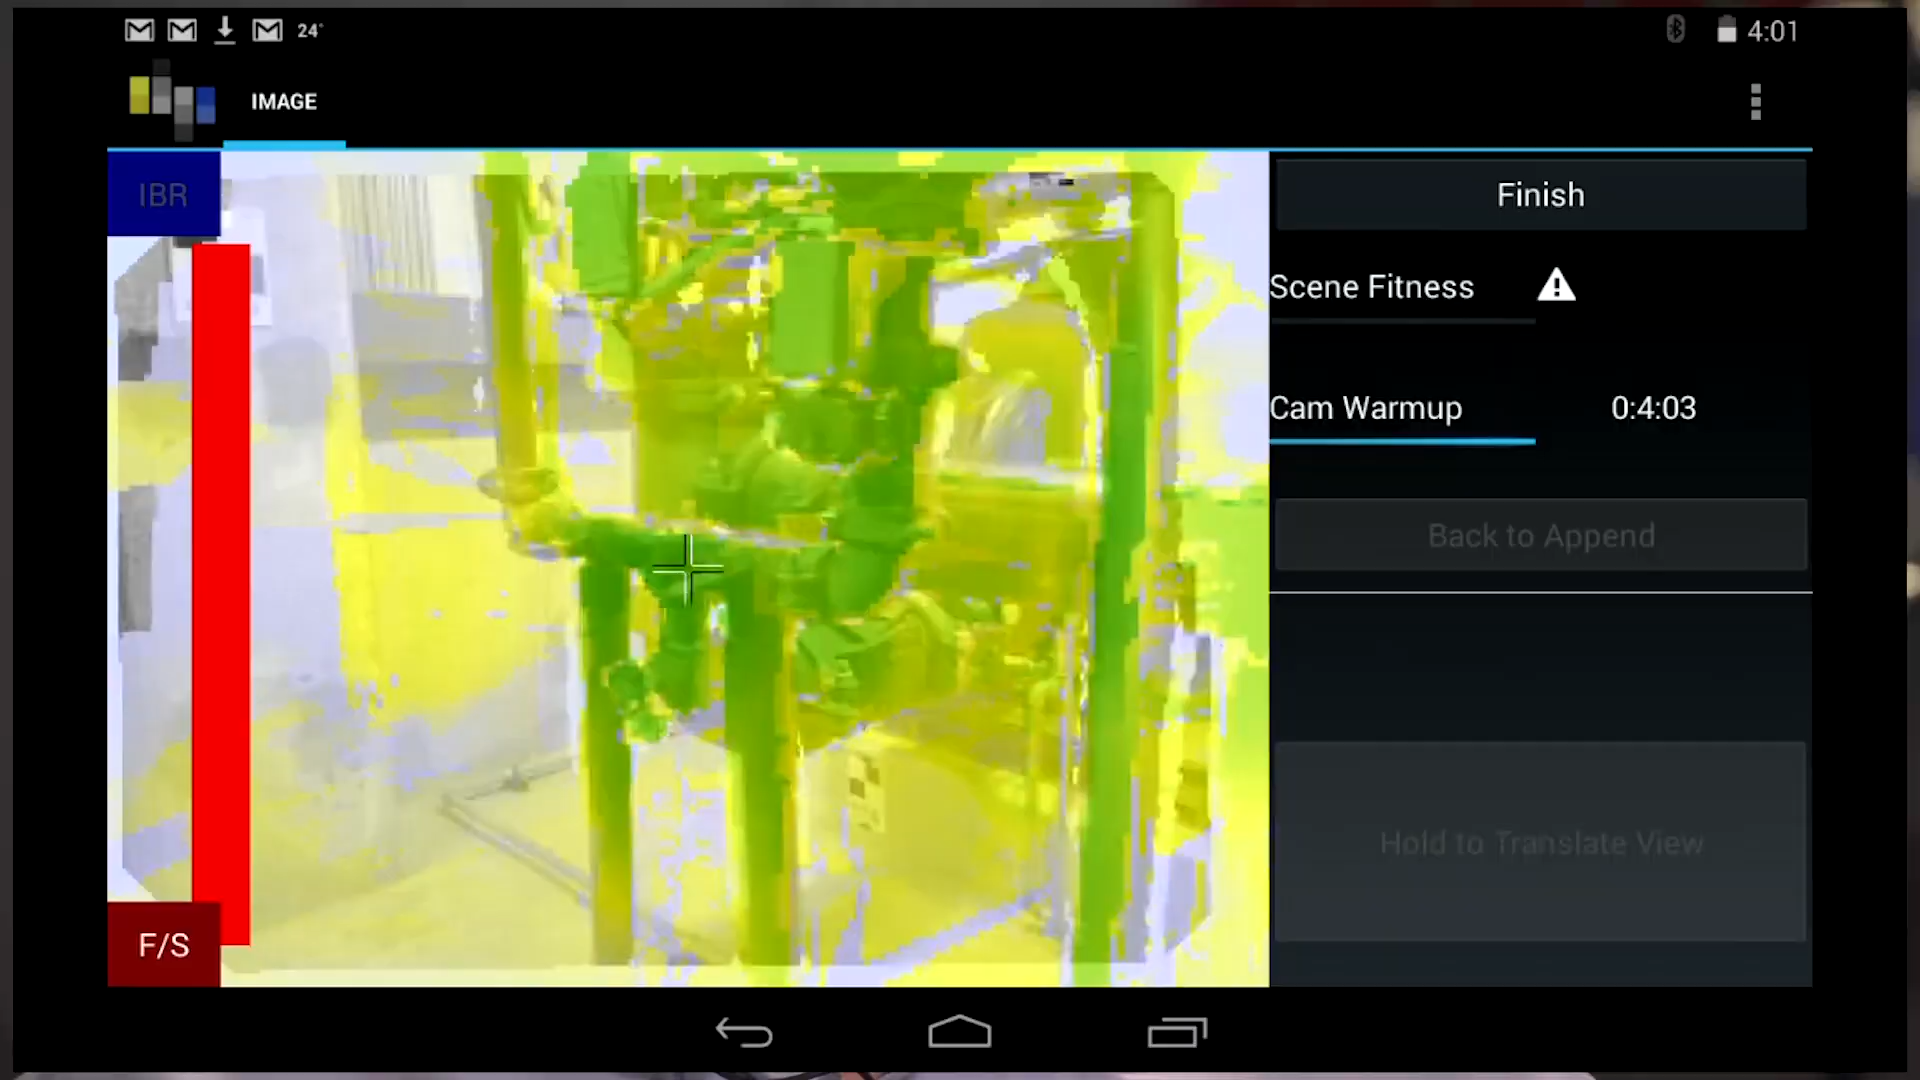 24°
4:01
IMAGE
IBR
Finish
Scene Fitness
Cam Warmup 0:4:03
Back to Append
Hold to Translate View
F/S